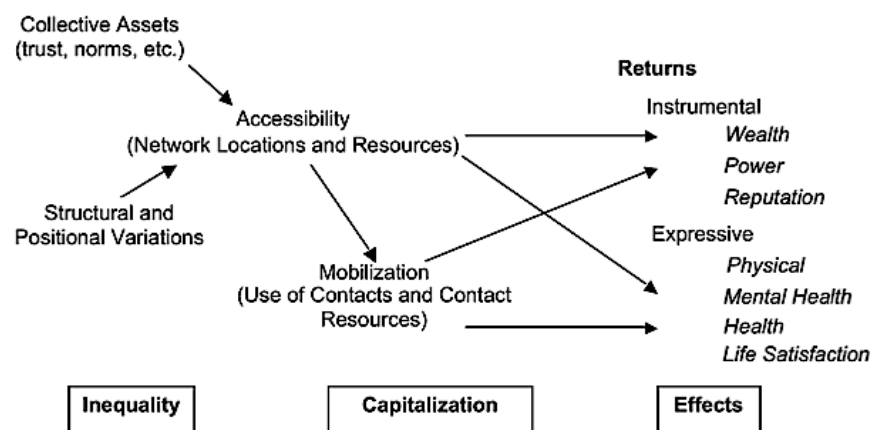 Collective Assets
(trust, norms, etc.)
Accessibility
(Network Locations and Resources)
Structural and
Positional Variations
Mobilization
(Use of Contacts and Contact
Resources)
Returns
Instrumental
Wealth
Power
Reputation
Expressive
Physical
Mental Health
Health
Life Satisfaction
Inequality
Capitalization
Effects